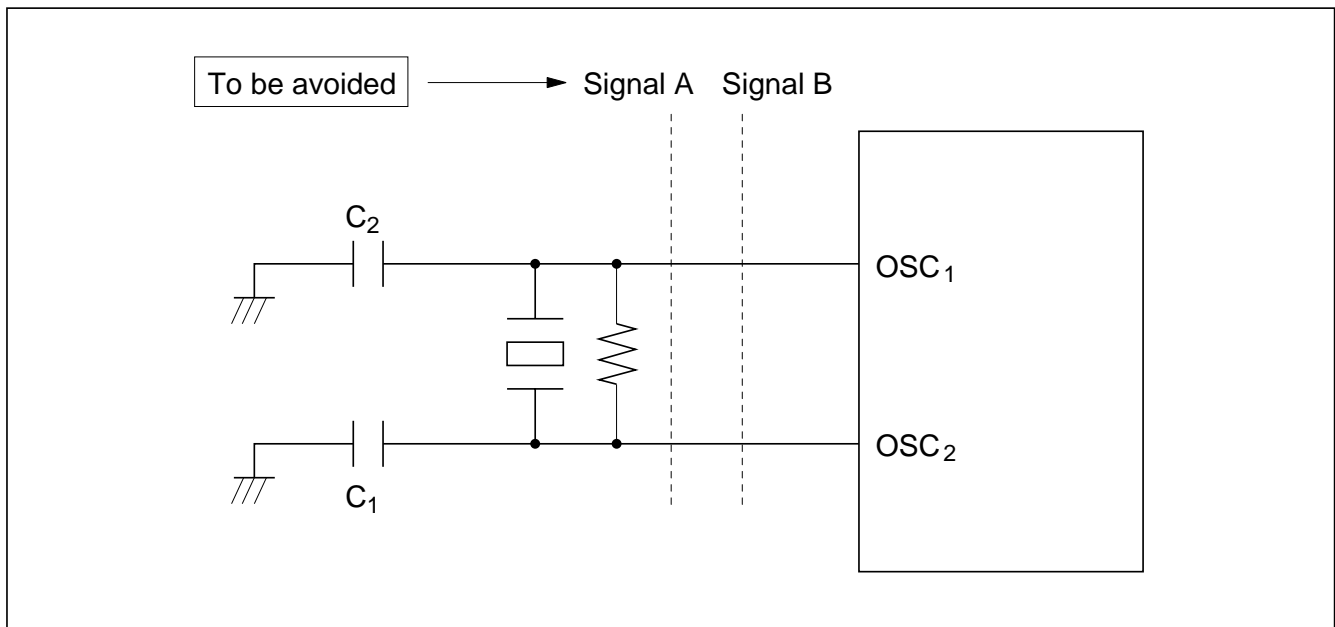 To be avoided Signal A Signal B
C2
OSC1
OSC2
C1